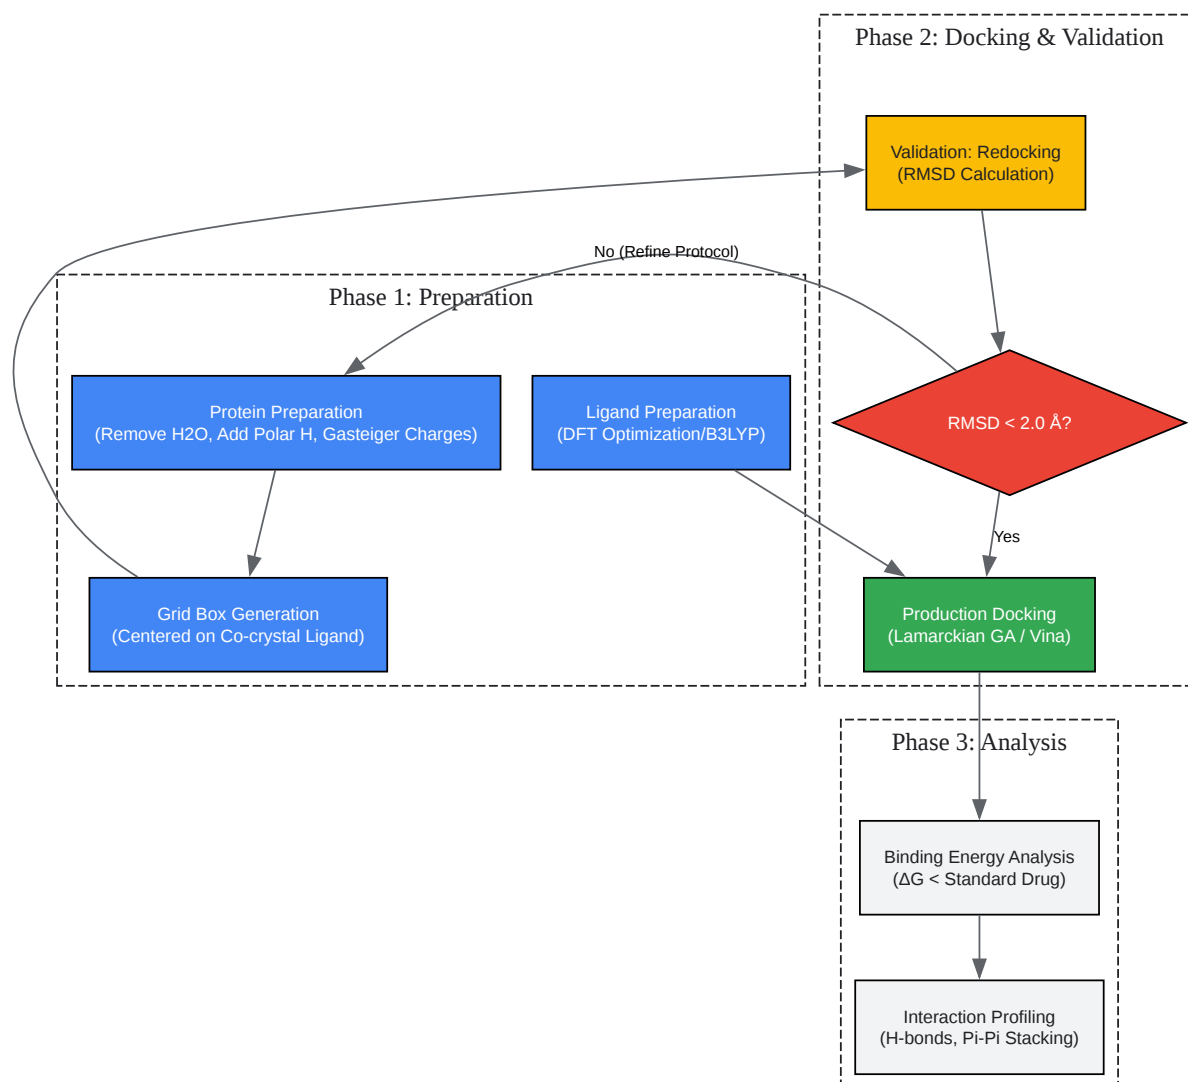 Phase 2: Docking & Validation
Validation: Redocking
(RMSD Calculation)
No (Refine Protocol)
Phase 1: Preparation
Protein Preparation
(Remove H2O, Add Polar H, Gasteiger Charges)
Ligand Preparation
(DFT Optimization/B3LYP)
RMSD < 2.0 Å?
Yes
Grid Box Generation
(Centered on Co-crystal Ligand)
Production Docking
(Lamarckian GA / Vina)
Phase 3: Analysis
Binding Energy Analysis
(ΔG < Standard Drug)
Interaction Profiling
(H-bonds, Pi-Pi Stacking)